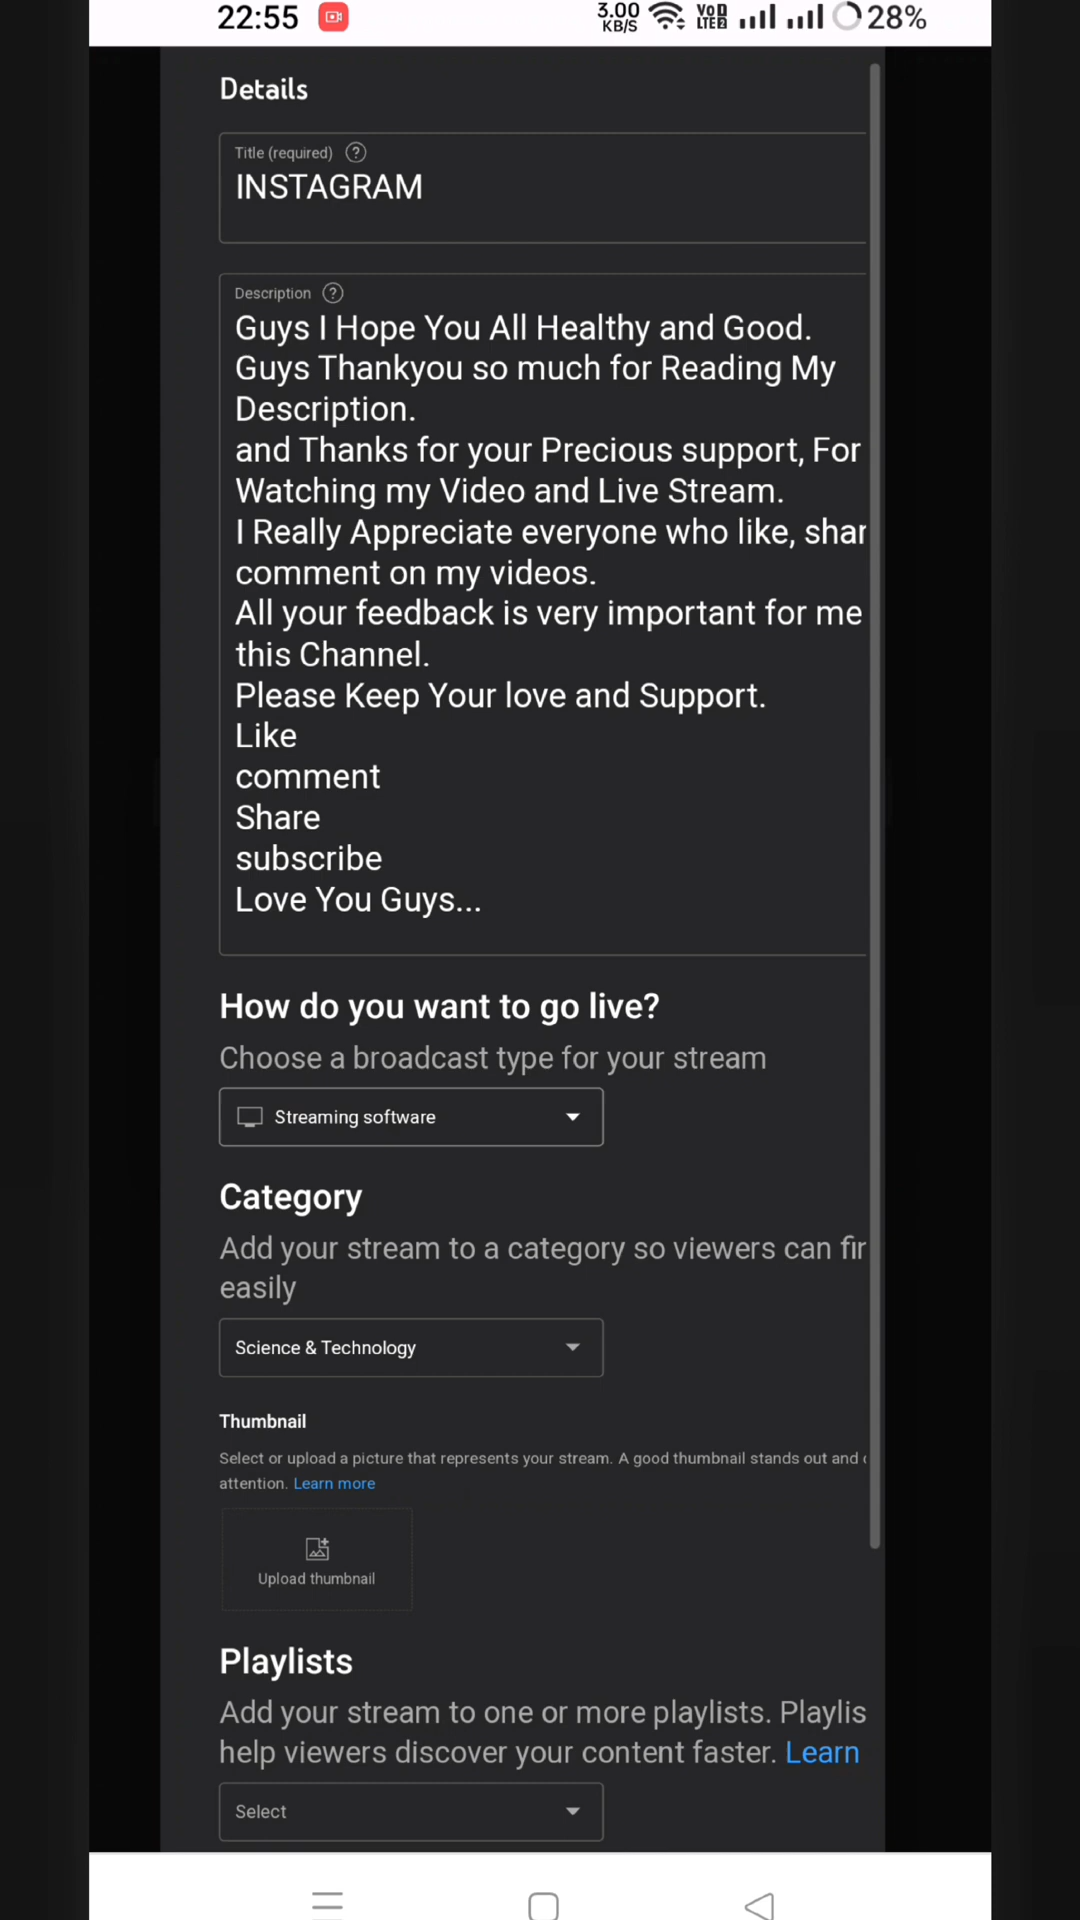 22:55 3.00 KB/S VoD LTE2 28%
Details
Title (required)
INSTAGRAM
Description
Guys I Hope You All Healthy and Good.
Guys Thankyou so much for Reading My
Description.
and Thanks for your Precious support, For
Watching my Video and Live Stream.
I Really Appreciate everyone who like,
comment on my videos.
All your feedback is very important for me
this Channel.
Please Keep Your love and Support.
Like
comment
Share
subscribe
Love You Guys...
How do you want to go live?
Choose a broadcast type for your stream
Streaming software
Category
Add your stream to a category so viewers can
easily
Science & Technology
Thumbnail
Select or upload a picture that represents your stream. A good thumbnail stands out and
attention. Learn more
Upload thumbnail
Playlists
Add your stream to one or more playlists.
help viewers discover your content faster. Learn
Select